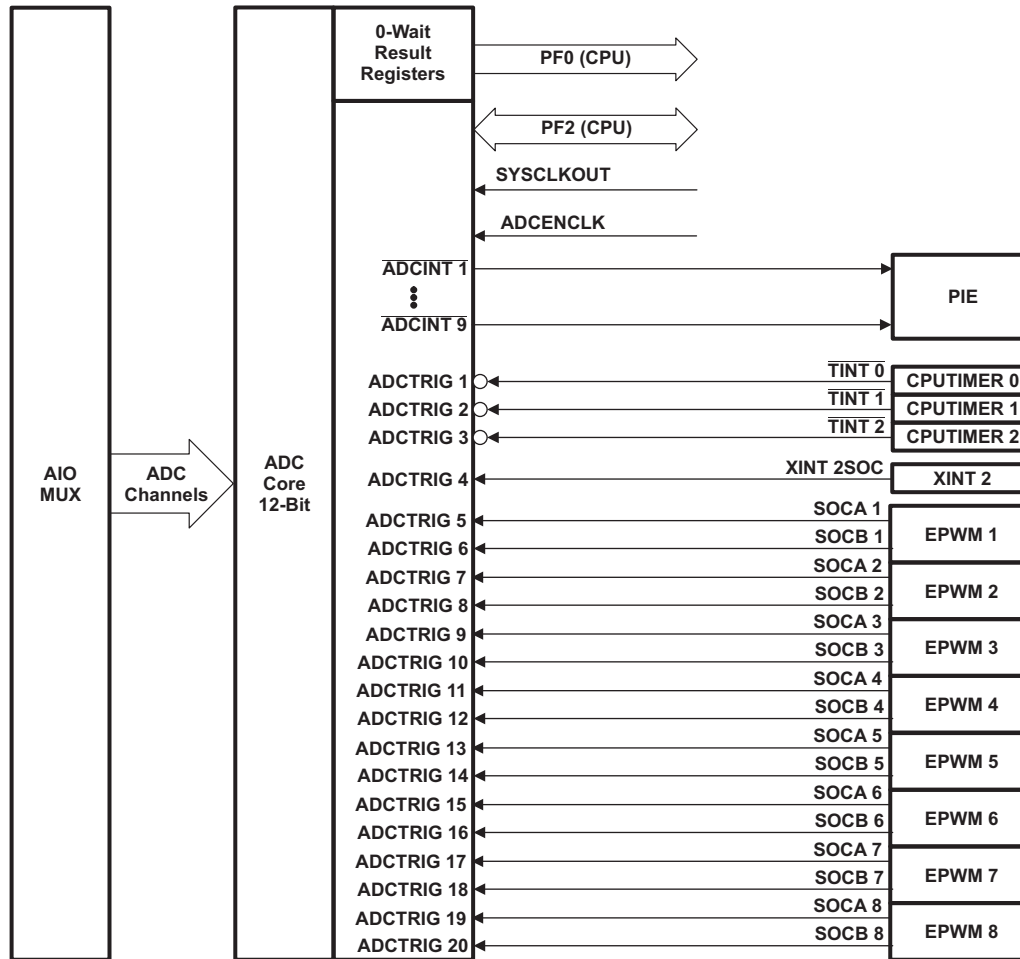 0-Wait
Result
Registers
PF0 (CPU)
PF2 (CPU)
SYSCLKOUT
ADCENCLK
ADCINT 1
PIE
ADCINT 9
TINT 0
ADCTRIG 1
CPUTIMER 0
TINT 1
ADCTRIG 2
CPUTIMER 1
TINT 2
ADCTRIG 3
CPUTIMER 2
AIO
MUX
ADC
Channels
ADC
Core
12-Bit
XINT 2SOC
ADCTRIG 4
XINT 2
SOCA 1
ADCTRIG 5
EPWM 1
SOCB 1
ADCTRIG 6
SOCA 2
ADCTRIG 7
EPWM 2
SOCB 2
ADCTRIG 8
SOCA 3
ADCTRIG 9
EPWM 3
SOCB 3
ADCTRIG 10
SOCA 4
ADCTRIG 11
EPWM 4
SOCB 4
ADCTRIG 12
SOCA 5
ADCTRIG 13
EPWM 5
SOCB 5
ADCTRIG 14
SOCA 6
ADCTRIG 15
EPWM 6
SOCB 6
ADCTRIG 16
SOCA 7
ADCTRIG 17
EPWM 7
SOCB 7
ADCTRIG 18
SOCA 8
ADCTRIG 19
EPWM 8
SOCB 8
ADCTRIG 20